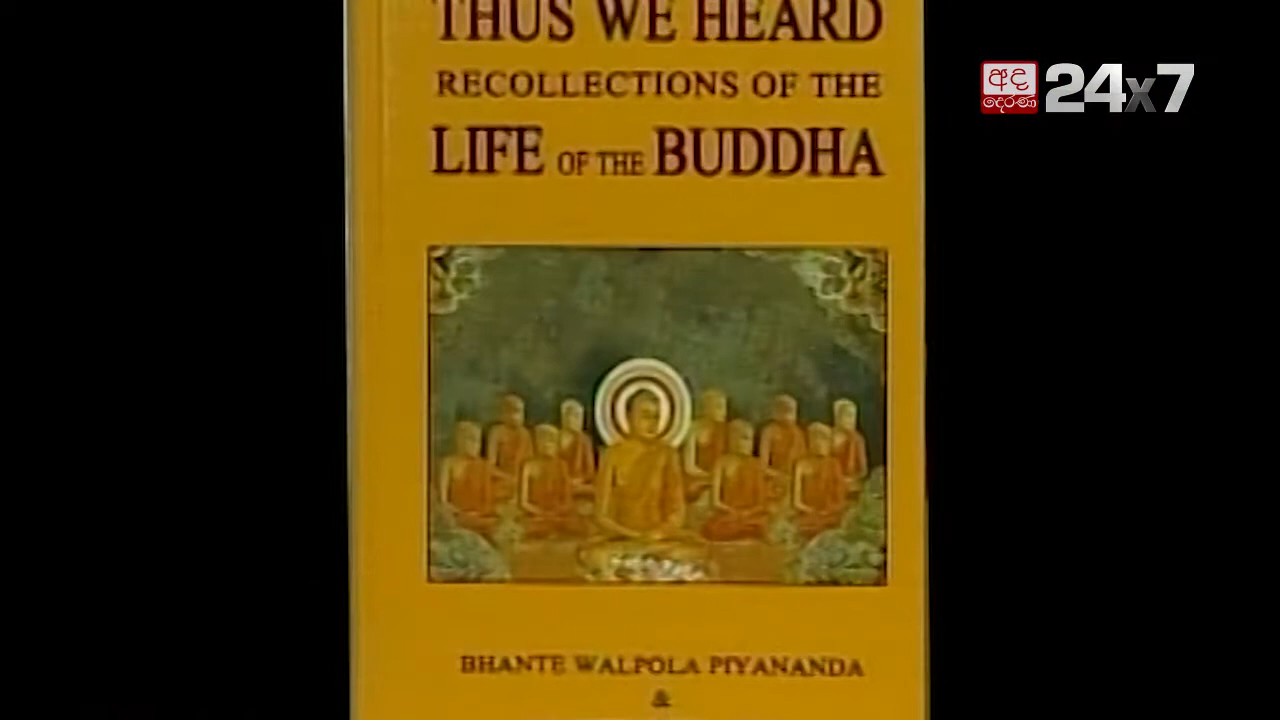 THUS WE HEARD
RECOLLECTIONS OF THE
LIFE OF THE BUDDHA
BHANTE WALPOLA PIYANANDA
&
අද
දෙරණ
24x7